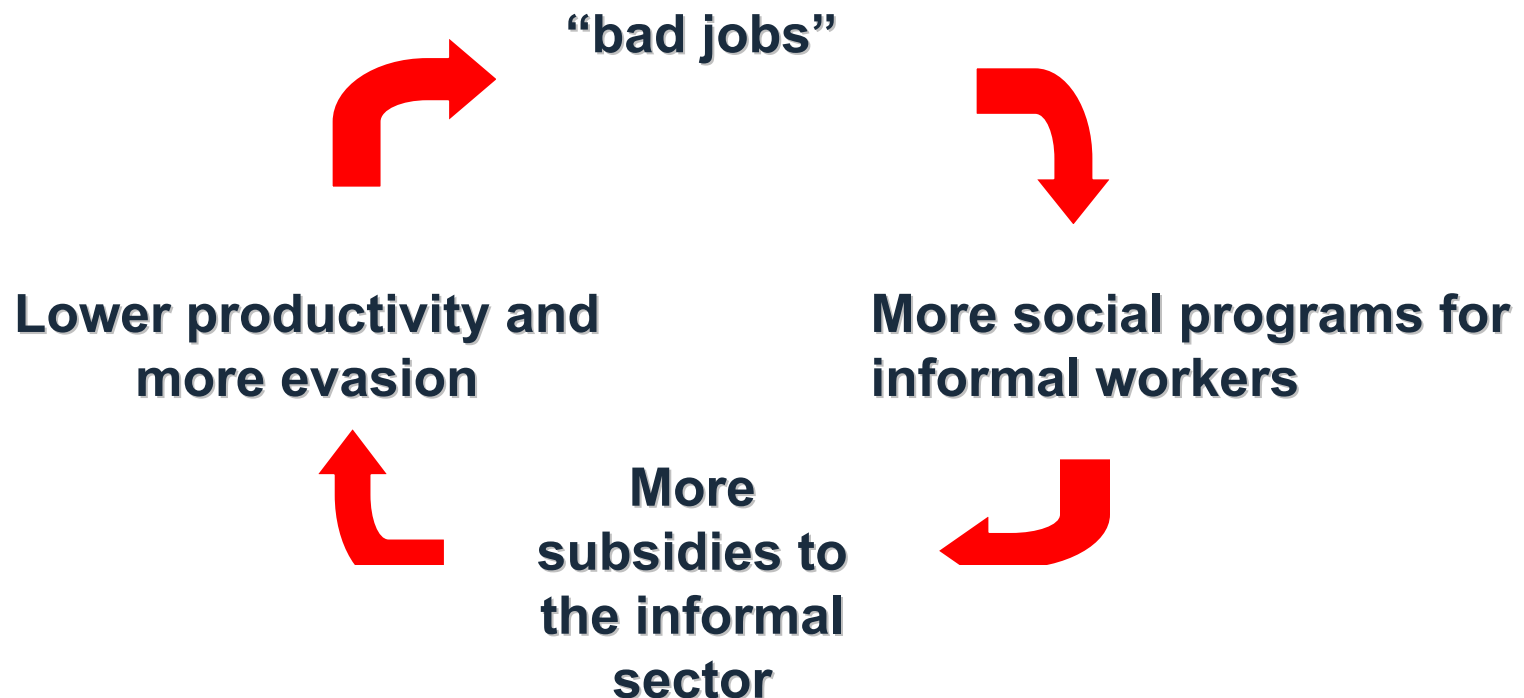 “bad jobs”
Lower productivity and
more evasion
More social programs for
informal workers
More
subsidies to
the informal
sector